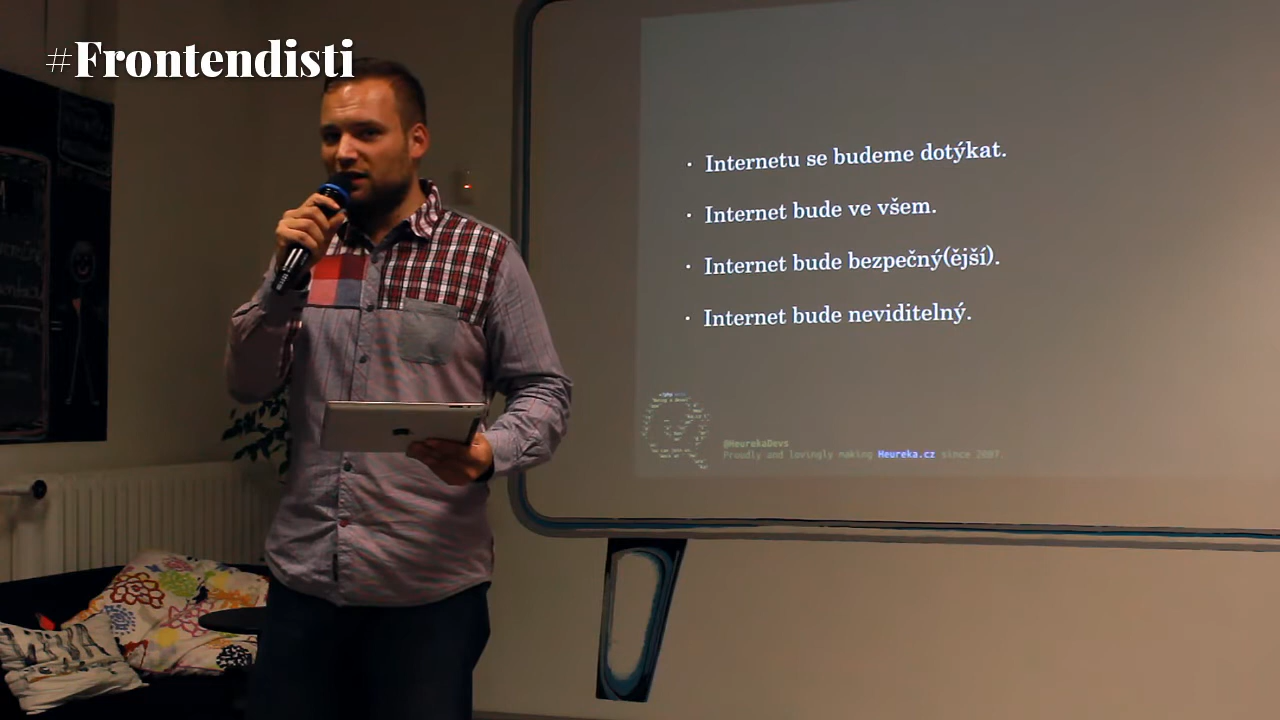 #Frontendisti
• Internetu se budeme dotýkat.
• Internet bude ve všem.
• Internet bude bezpečný(ější).
• Internet bude neviditelný.
@HeurekaDevs
Proudly and lovingly making Heureka.cz since 2007.